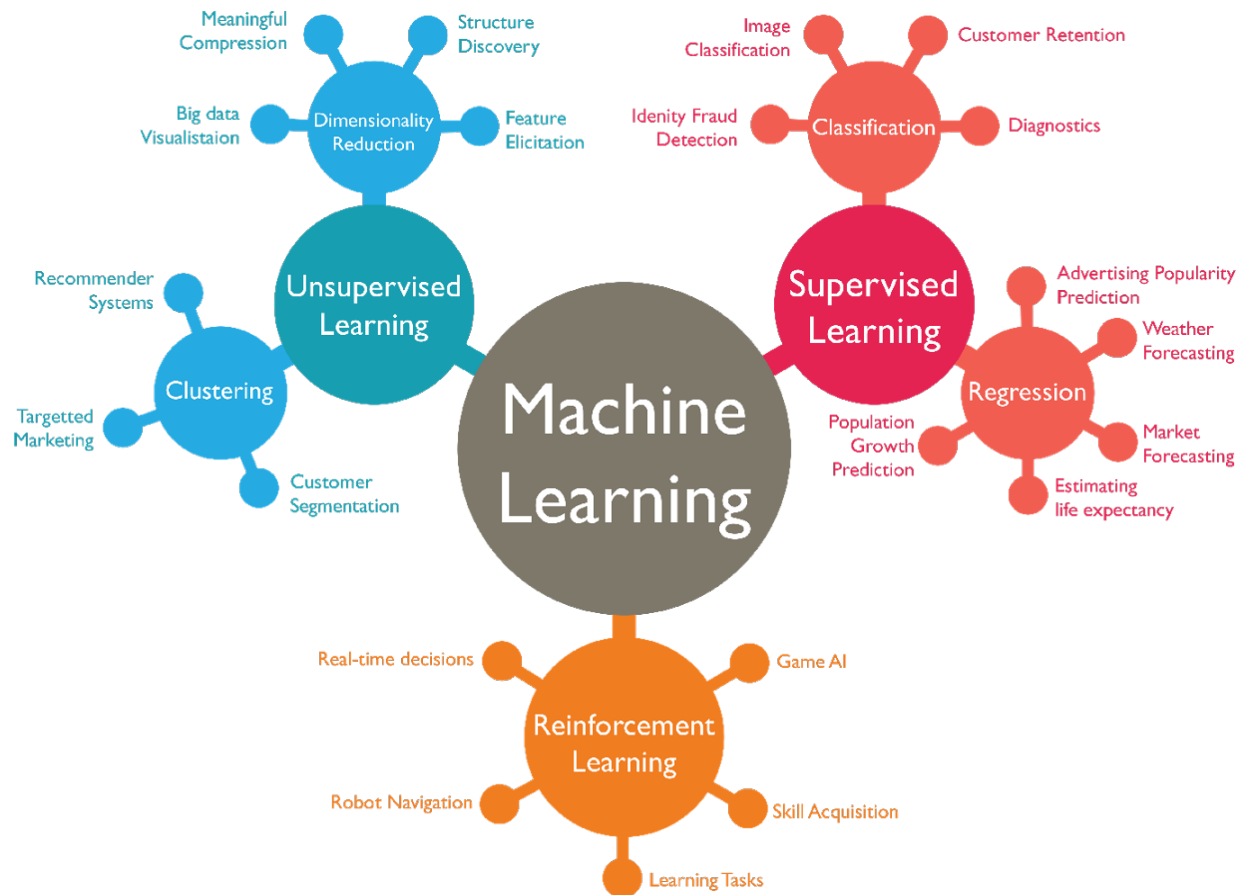 Meaningful
Compression
Structure
Discovery
Big data
Visualistaion
Dimensionality
Reduction
Feature
Elicitation
Unsupervised
Learning
Recommender
Systems
Clustering
Targetted
Marketing
Customer
Segmentation
Machine
Learning
Image
Classification
Customer Retention
Idenity Fraud
Detection
Classification
Diagnostics
Supervised
Learning
Advertising Popularity
Prediction
Weather
Forecasting
Regression
Population
Growth
Prediction
Market
Forecasting
Estimating
life expectancy
Real-time decisions
Game AI
Reinforcement
Learning
Robot Navigation
Skill Acquisition
Learning Tasks